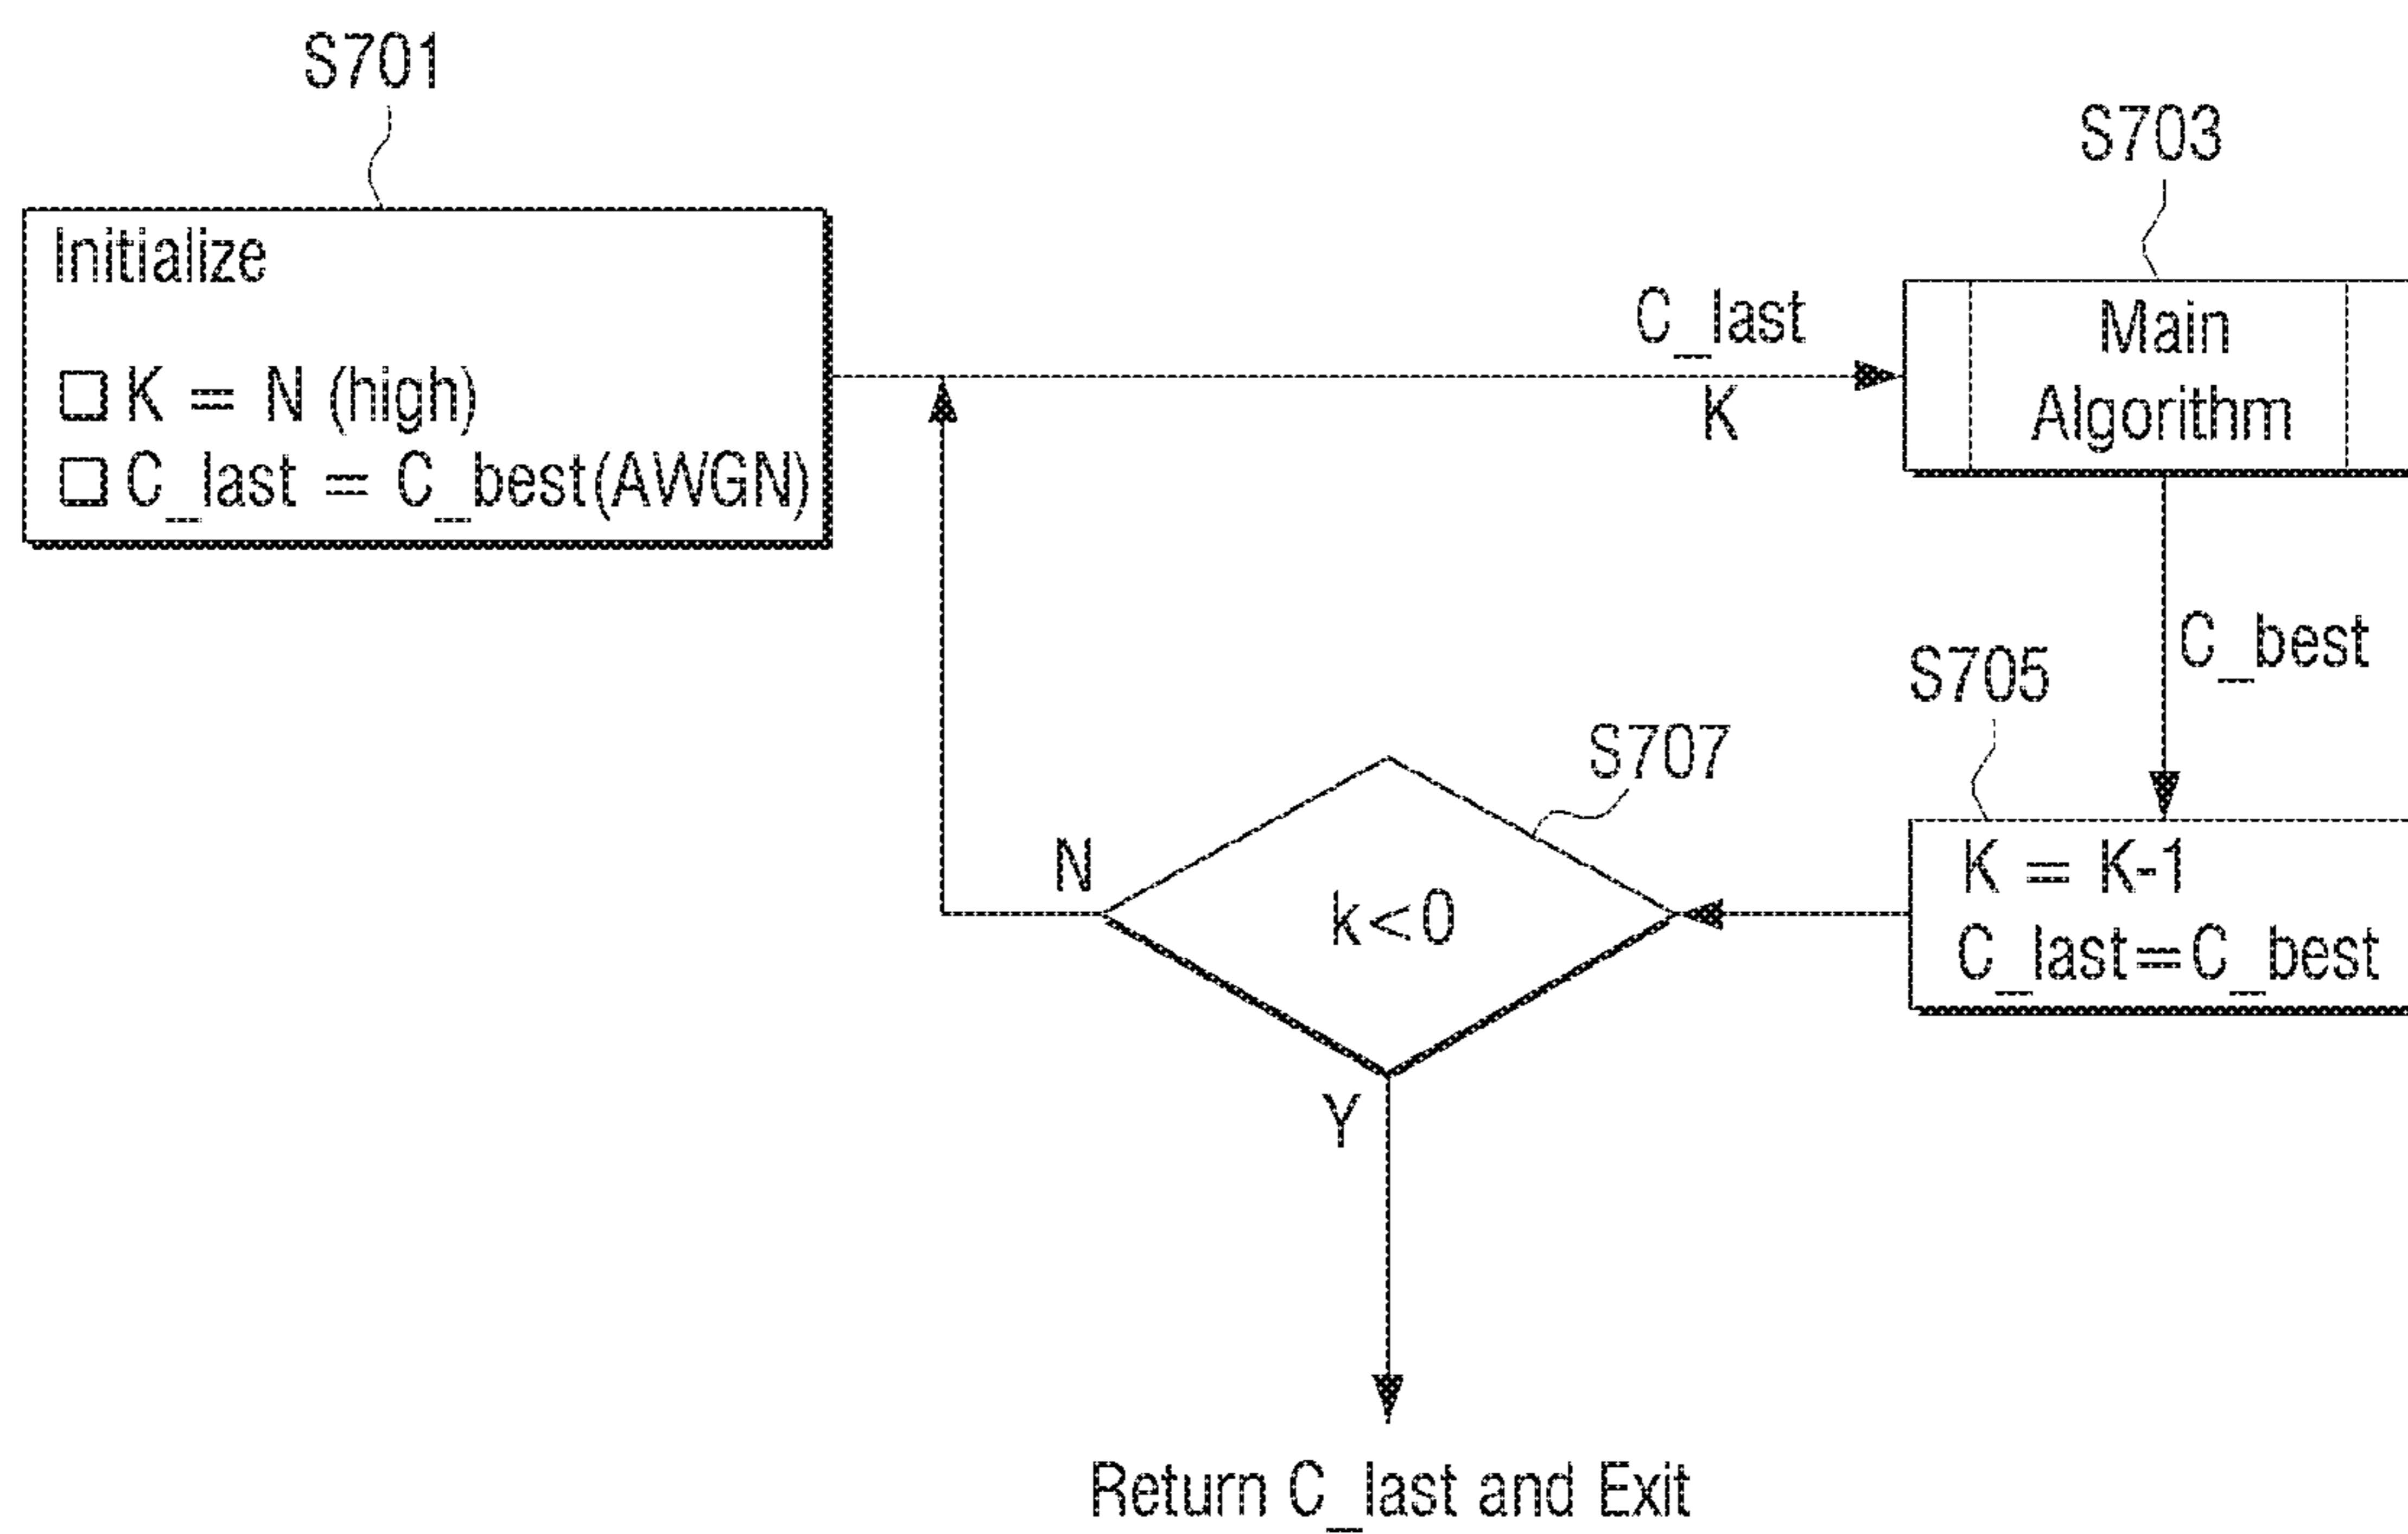 S701
Initialize
□ K = N (high)
□ C_last = C_best(AWGN)
C_last
K
S703
Main
Algorithm
C_best
S705
K = K-1
C_last=C_best
S707
k<0
N
Y
Return C_last and Exit